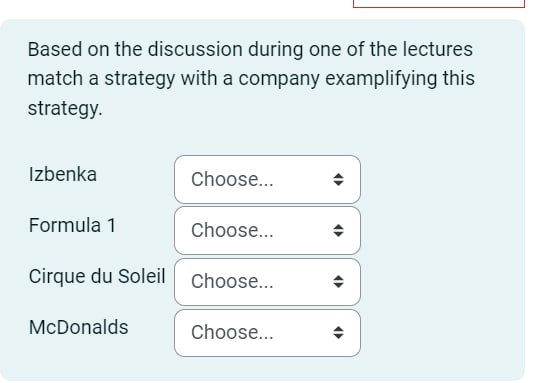 Based on the discussion during one of the lectures
match a strategy with a company examplifying this
strategy.
Izbenka Choose...
Formula 1 Choose...
Cirque du Soleil Choose...
McDonalds Choose...